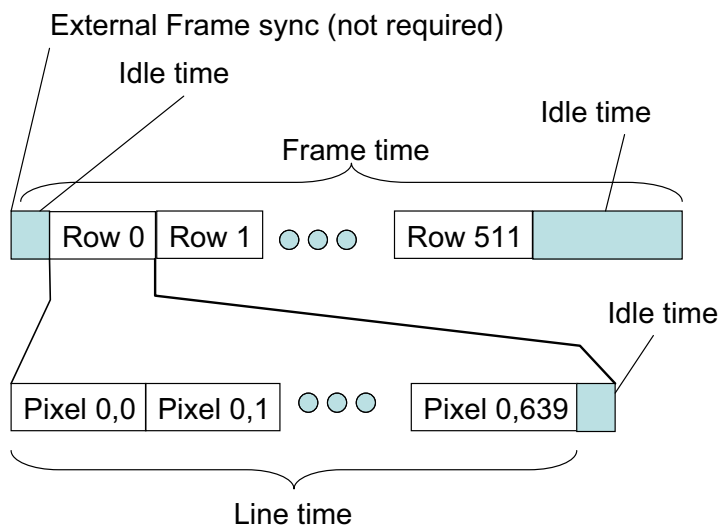 External Frame sync (not required)
Idle time
Idle time
Frame time
Row 0
Row 1
Row 511
Idle time
Pixel 0,0
Pixel 0,1
Pixel 0,639
Line time